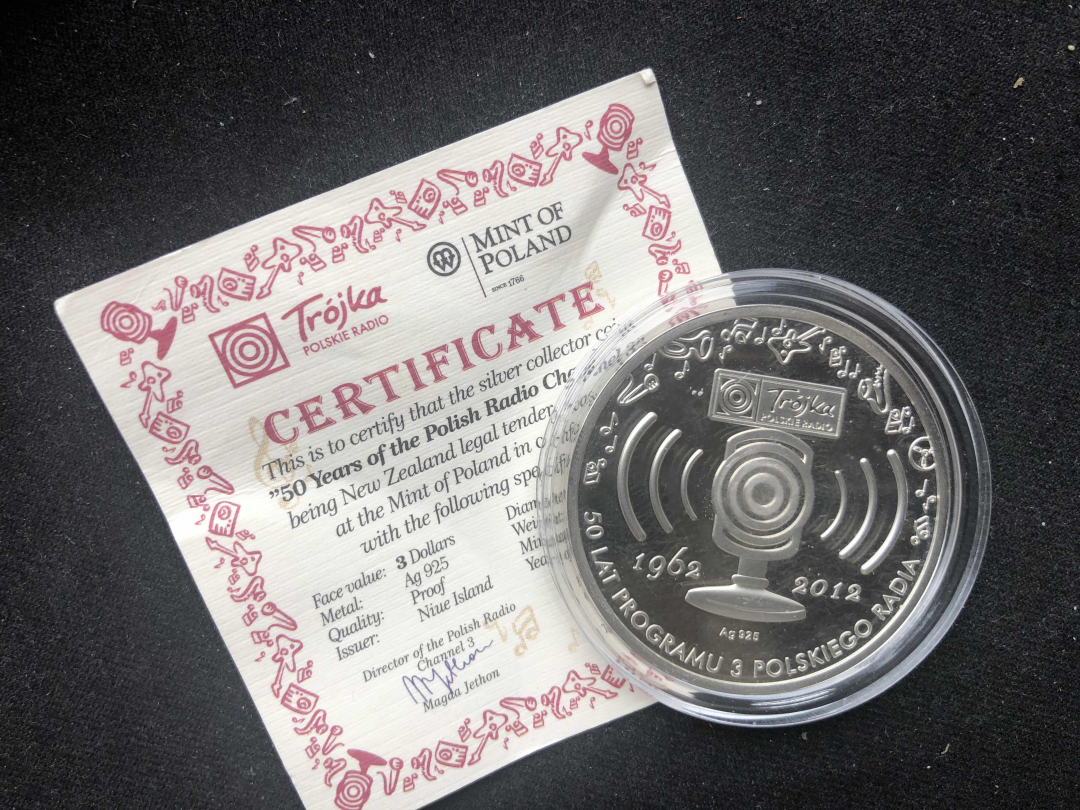 MINT OF
POLAND
SINCE 1766
Trójka
POLSKIE RADIO
CERTIFICATE
This is to certify that the silver collector
"50 Years of the Polish Radio
being New Zealand legal tender,
at the Mint of Poland in
with the following
Face value: 3 Dollars
Metal: Ag 925
Quality: Proof
Issuer: Niue Island
Director of the Polish Radio
Channel 3
Magda Jethon
Trójka
POLSKIE RADIO
1962 2012
Ag 925
50 LAT PROGRAMU 3 POLSKIEGO RADIA